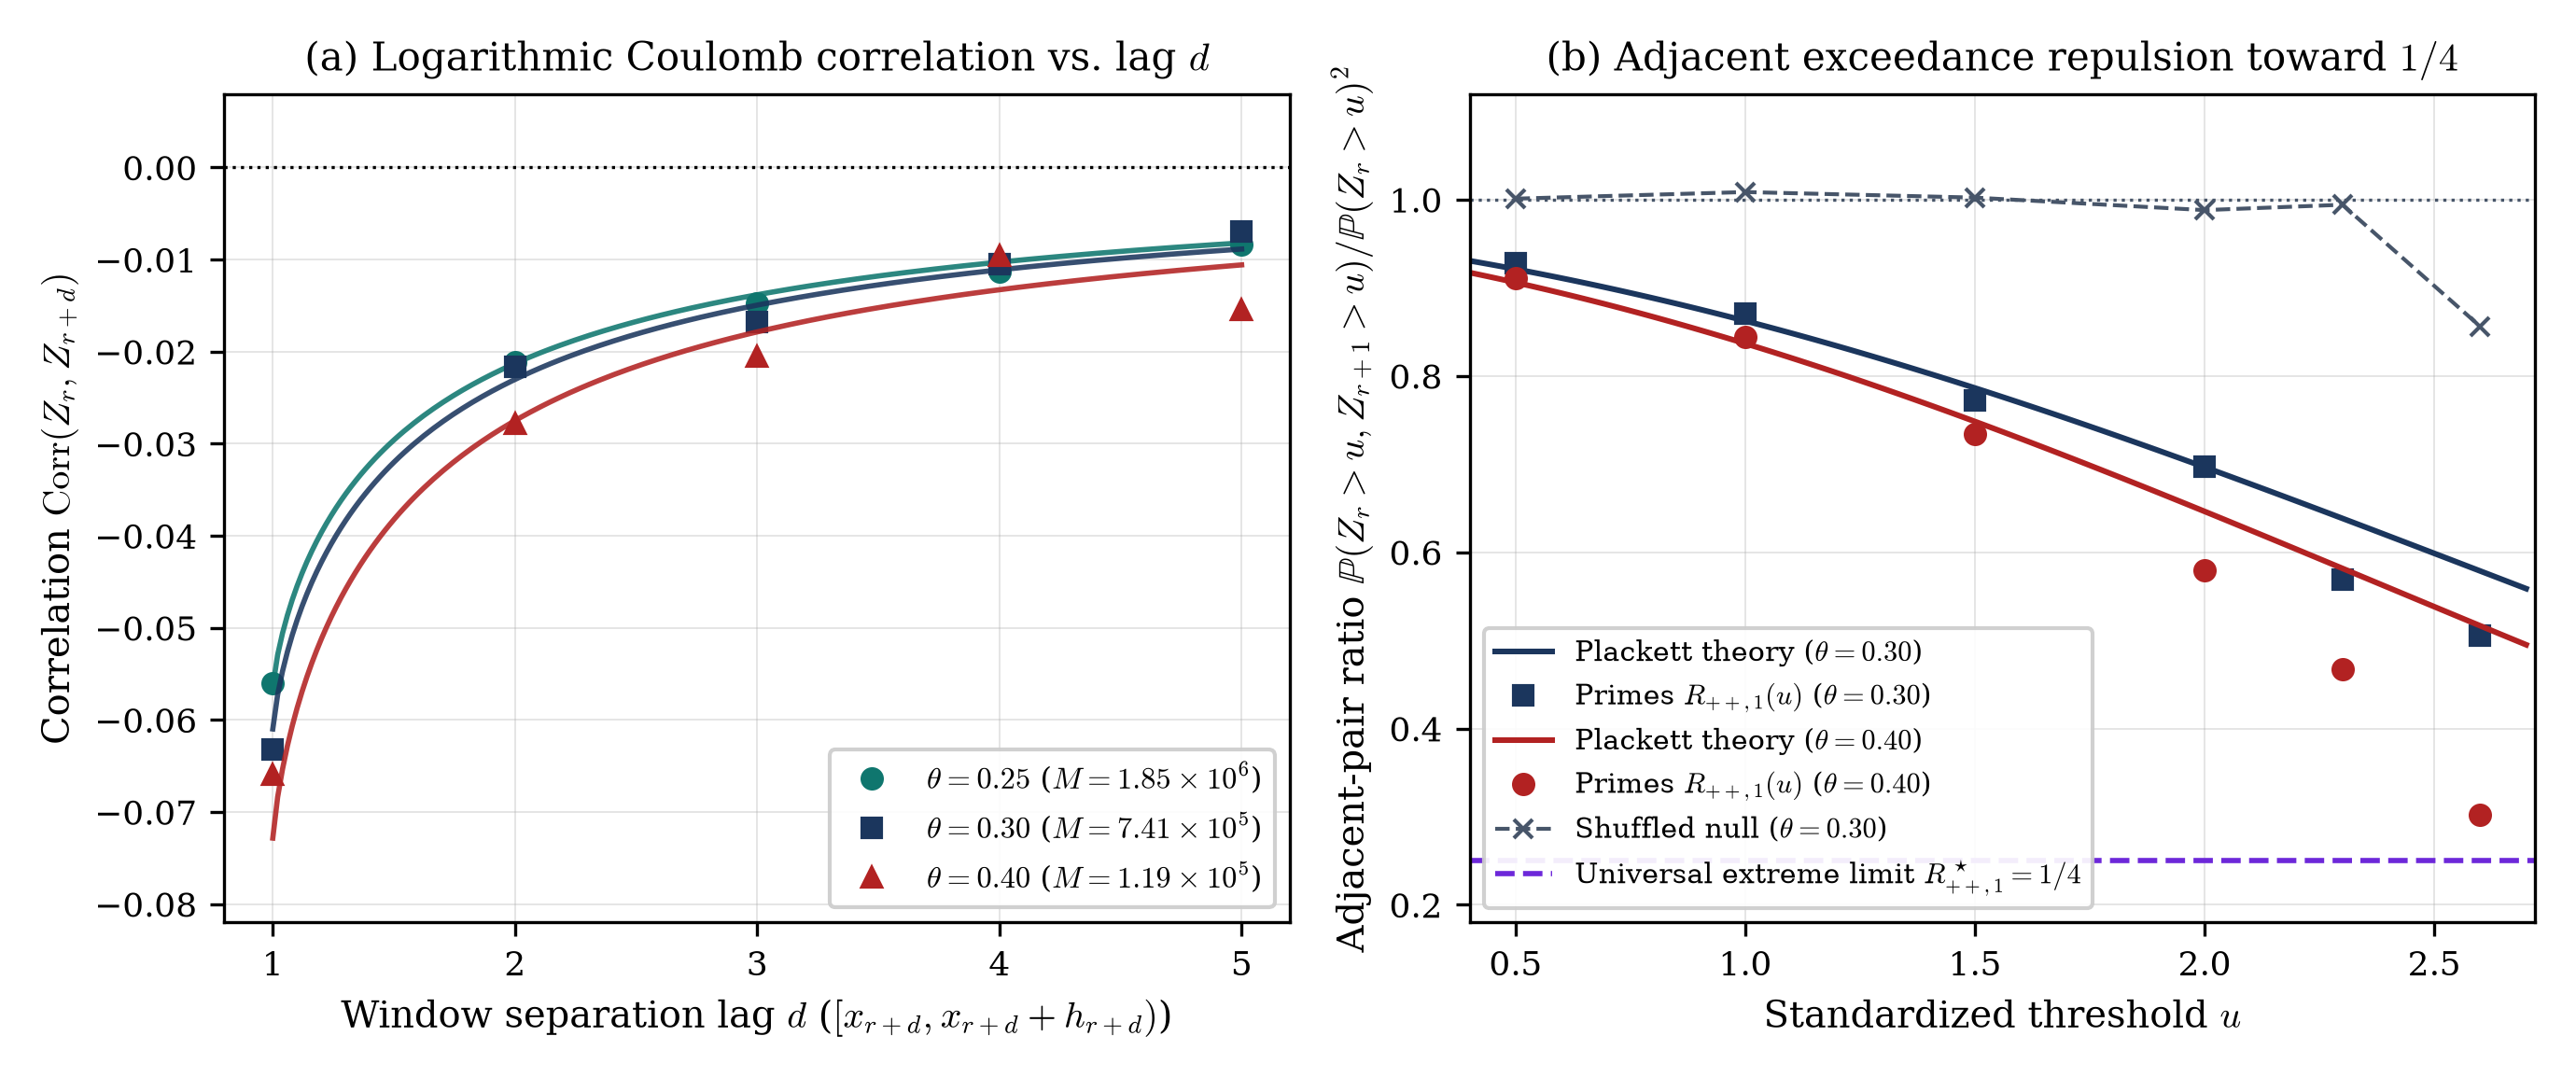 (a) Logarithmic Coulomb correlation vs. lag d
Correlation Corr(Z_r, Z_{r+d})
0.00
−0.01
−0.02
−0.03
−0.04
−0.05
−0.06
−0.07
−0.08
θ = 0.25 (M = 1.85 × 10^6)
θ = 0.30 (M = 7.41 × 10^5)
θ = 0.40 (M = 1.19 × 10^5)
1 2 3 4 5
Window separation lag d ([x_{r+d}, x_{r+d} + h_{r+d}))
(b) Adjacent exceedance repulsion toward 1/4
Adjacent-pair ratio ℙ(Z_r > u, Z_{r+1} > u)/ℙ(Z_r > u)^2
1.0
0.8
0.6
0.4
0.2
Plackett theory (θ = 0.30)
Primes R_{++,1}(u) (θ = 0.30)
Plackett theory (θ = 0.40)
Primes R_{++,1}(u) (θ = 0.40)
Shuffled null (θ = 0.30)
Universal extreme limit R^⋆_{++,1} = 1/4
0.5 1.0 1.5 2.0 2.5
Standardized threshold u